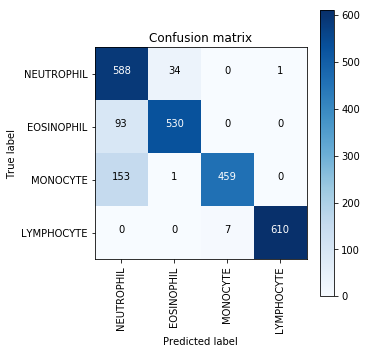 Confusion matrix
True label
NEUTROPHIL 588 34 0 1
EOSINOPHIL 93 530 0 0
MONOCYTE 153 1 459 0
LYMPHOCYTE 0 0 7 610
NEUTROPHIL
EOSINOPHIL
MONOCYTE
LYMPHOCYTE
Predicted label
600
500
400
300
200
100
0